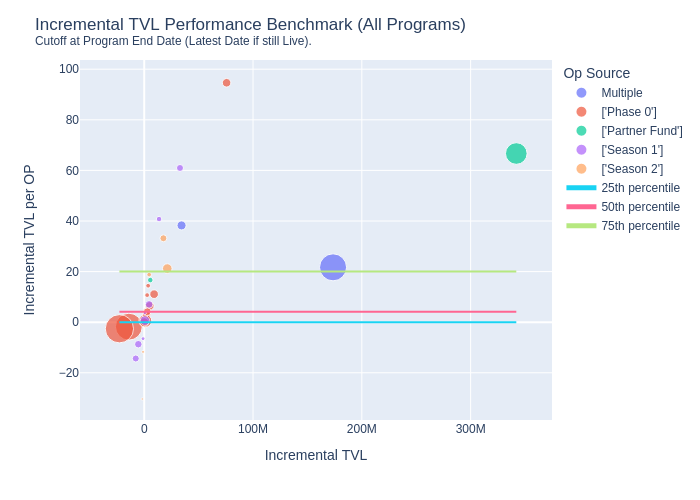 Incremental TVL Performance Benchmark (All Programs)
Cutoff at Program End Date (Latest Date if still Live).
Incremental TVL per OP
100
80
60
40
20
0
−20
0
100M
200M
300M
Incremental TVL
Op Source
Multiple
['Phase 0']
['Partner Fund']
['Season 1']
['Season 2']
25th percentile
50th percentile
75th percentile